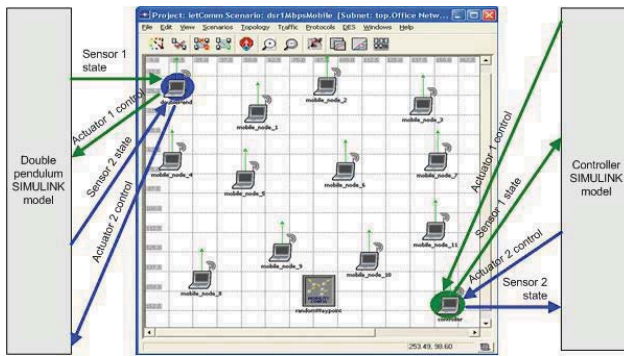 Project: letComm Scenario: dsr1MbpsMobile [Subnet: top.Office Netw...
File Edit View Scenarios Topology Traffic Protocols DES Windows Help
Sensor 1
state
Actuator 1 control
Sensor 2 state
Actuator 2 control
Double
pendulum
SIMULINK
model
mobile_node_1
mobile_node_2
mobile_node_3
mobile_node_4
mobile_node_5
mobile_node_6
mobile_node_7
mobile_node_8
mobile_node_9
mobile_node_10
mobile_node_11
randomWaypoint
controller
Actuator 1 control
Sensor 1 state
Actuator 2 control
Sensor 2
state
Controller
SIMULINK
model
253.49, 98.60